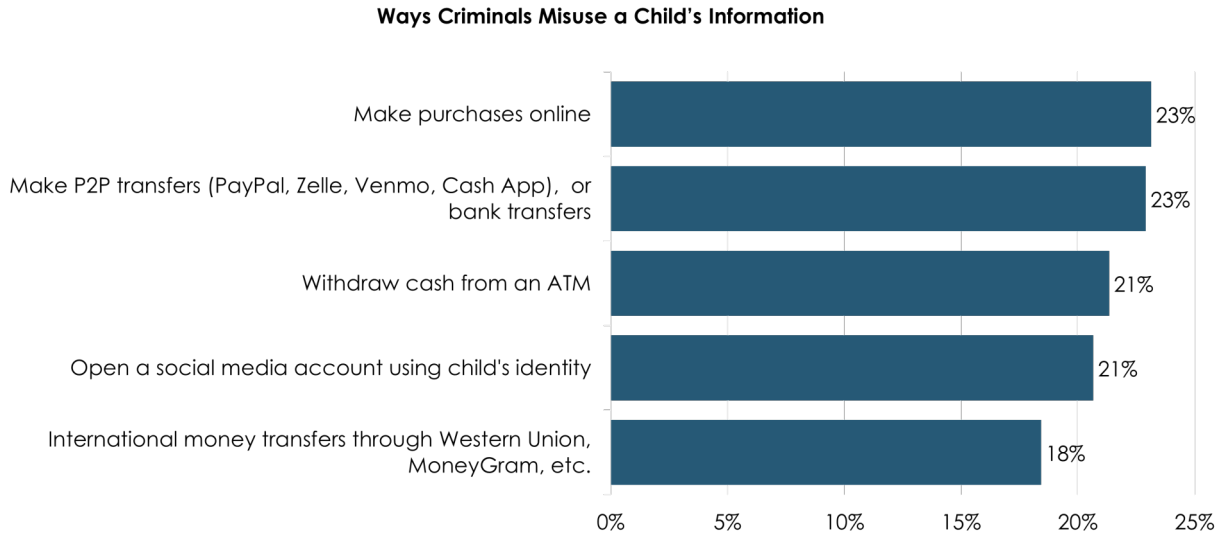 Ways Criminals Misuse a Child’s Information
Make purchases online
23%
Make P2P transfers (PayPal, Zelle, Venmo, Cash App), or
bank transfers
23%
Withdraw cash from an ATM
21%
Open a social media account using child's identity
21%
International money transfers through Western Union,
MoneyGram, etc.
18%
0% 5% 10% 15% 20% 25%